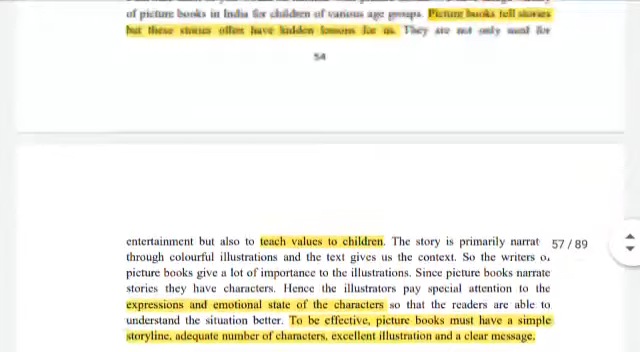 of picture books in India for children of various age groups. Picture books tell stories
but these stories often have hidden lessons for us. They are not only used for
54
entertainment but also to teach values to children. The story is primarily narrat
57 / 89
through colourful illustrations and the text gives us the context. So the writers o
picture books give a lot of importance to the illustrations. Since picture books narrate
stories they have characters. Hence the illustrators pay special attention to the
expressions and emotional state of the characters so that the readers are able to
understand the situation better. To be effective, picture books must have a simple
storyline, adequate number of characters, excellent illustration and a clear message.